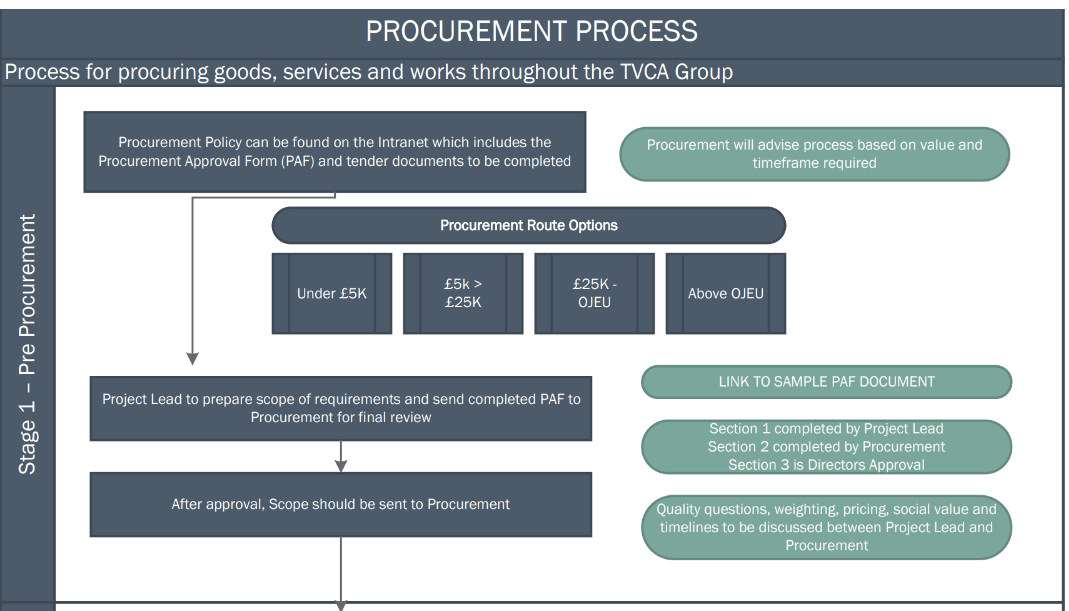 PROCUREMENT PROCESS
Process for procuring goods, services and works throughout the TVCA Group
Stage 1 – Pre Procurement
Procurement Policy can be found on the Intranet which includes the
Procurement Approval Form (PAF) and tender documents to be completed
Procurement will advise process based on value and
timeframe required
Procurement Route Options
Under £5K
£5k >
£25K
£25K -
OJEU
Above OJEU
Project Lead to prepare scope of requirements and send completed PAF to
Procurement for final review
LINK TO SAMPLE PAF DOCUMENT
Section 1 completed by Project Lead
Section 2 completed by Procurement
Section 3 is Directors Approval
After approval, Scope should be sent to Procurement
Quality questions, weighting, pricing, social value and
timelines to be discussed between Project Lead and
Procurement